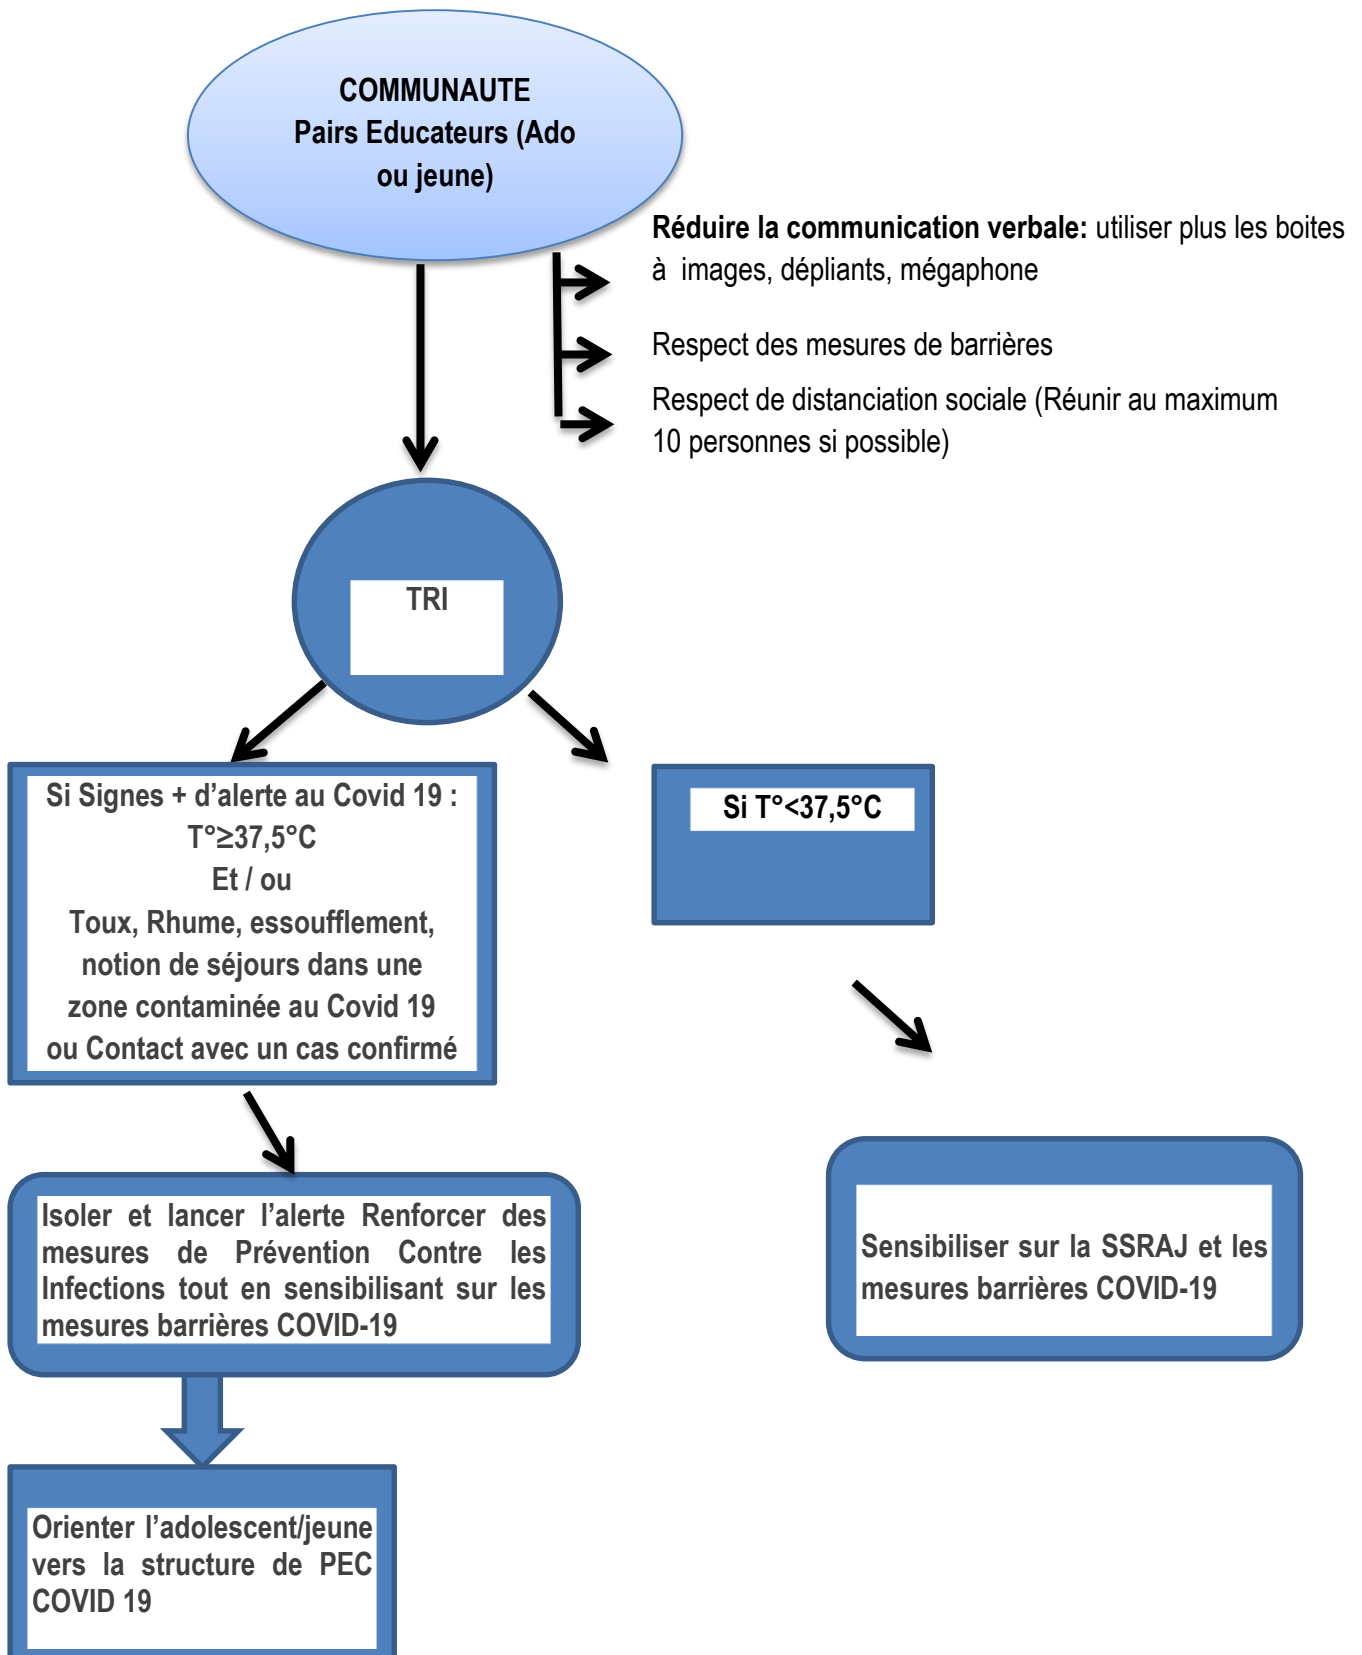 COMMUNAUTE
Pairs Educateurs (Ado
ou jeune)
Réduire la communication verbale: utiliser plus les boites
à images, dépliants, mégaphone
Respect des mesures de barrières
Respect de distanciation sociale (Réunir au maximum
10 personnes si possible)
TRI
Si Signes + d’alerte au Covid 19 :
T°≥37,5°C
Et / ou
Toux, Rhume, essoufflement,
notion de séjours dans une
zone contaminée au Covid 19
ou Contact avec un cas confirmé
Si T°<37,5°C
Isoler et lancer l’alerte Renforcer des
mesures de Prévention Contre les
Infections tout en sensibilisant sur les
mesures barrières COVID-19
Sensibiliser sur la SSRAJ et les
mesures barrières COVID-19
Orienter l’adolescent/jeune
vers la structure de PEC
COVID 19